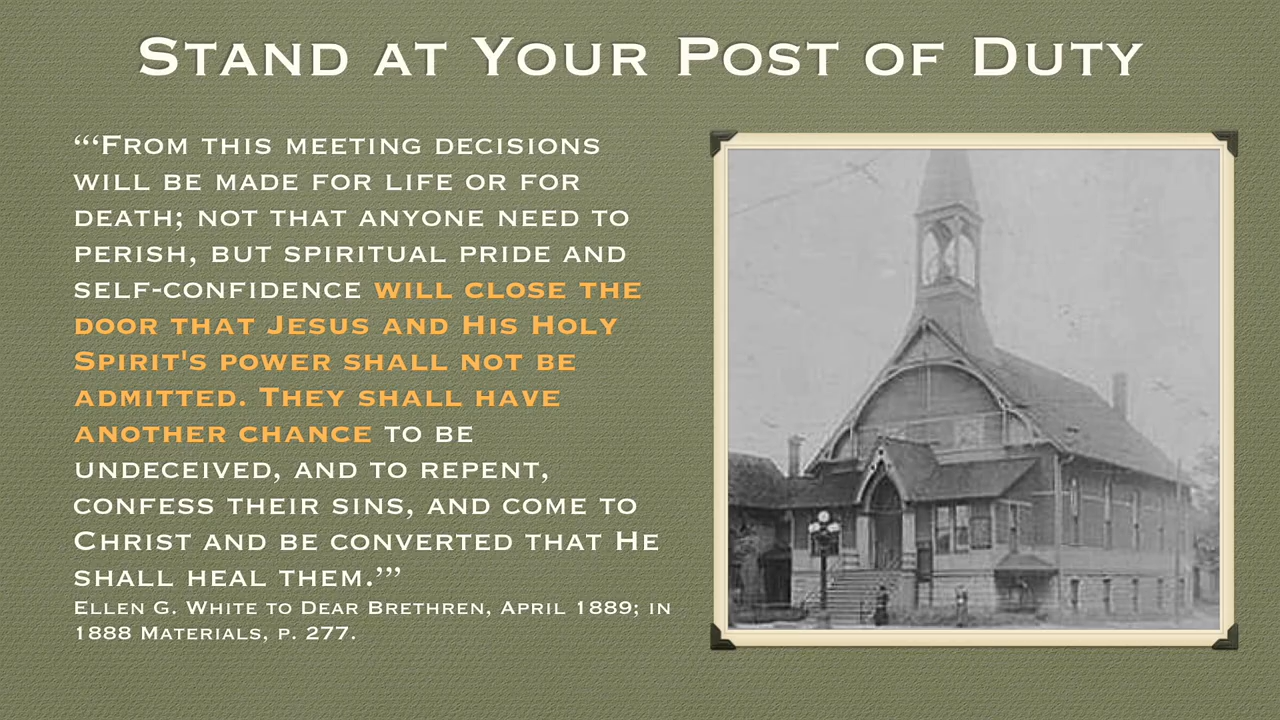 Stand at Your Post of Duty
“‘From this meeting decisions
will be made for life or for
death; not that anyone need to
perish, but spiritual pride and
self-confidence will close the
door that Jesus and His Holy
Spirit's power shall not be
admitted. They shall have
another chance to be
undeceived, and to repent,
confess their sins, and come to
Christ and be converted that He
shall heal them.’”
Ellen G. White to Dear Brethren, April 1889; in
1888 Materials, p. 277.